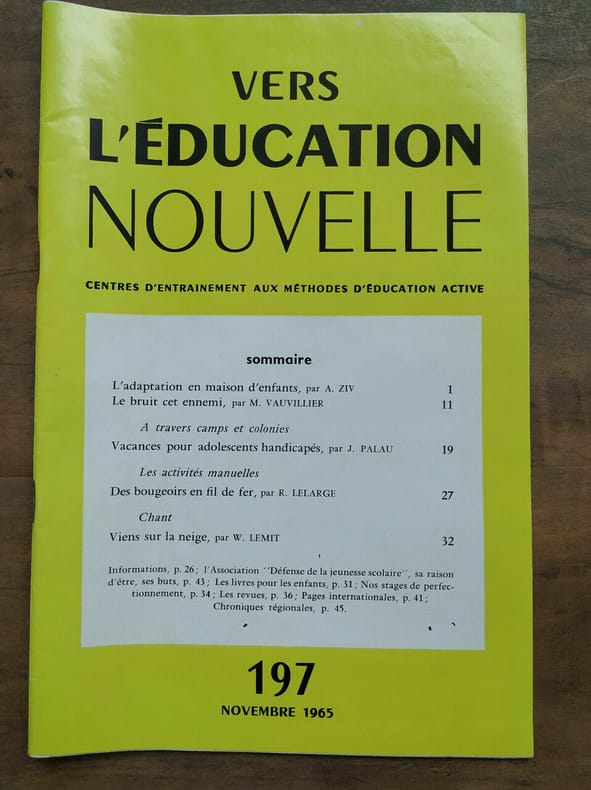 VERS
L'ÉDUCATION
NOUVELLE
CENTRES D'ENTRAINEMENT AUX MÉTHODES D'ÉDUCATION ACTIVE
sommaire
L'adaptation en maison d'enfants, par A. ZIV 1
Le bruit cet ennemi, par M. VAUVILLIER 11
A travers camps et colonies
Vacances pour adolescents handicapés, par J. PALAU 19
Les activités manuelles
Des bougeoirs en fil de fer, par R. LELARGE 27
Chant
Viens sur la neige, par W. LEMIT 32
Informations, p. 26 ; l'Association "Défense de la jeunesse scolaire", sa raison
d'être, ses buts, p. 43 ; Les livres pour les enfants, p. 31 ; Nos stages de perfec-
tionnement, p. 34 ; Les revues, p. 36 ; Pages internationales, p. 41 ;
Chroniques régionales, p. 45.
197
NOVEMBRE 1965